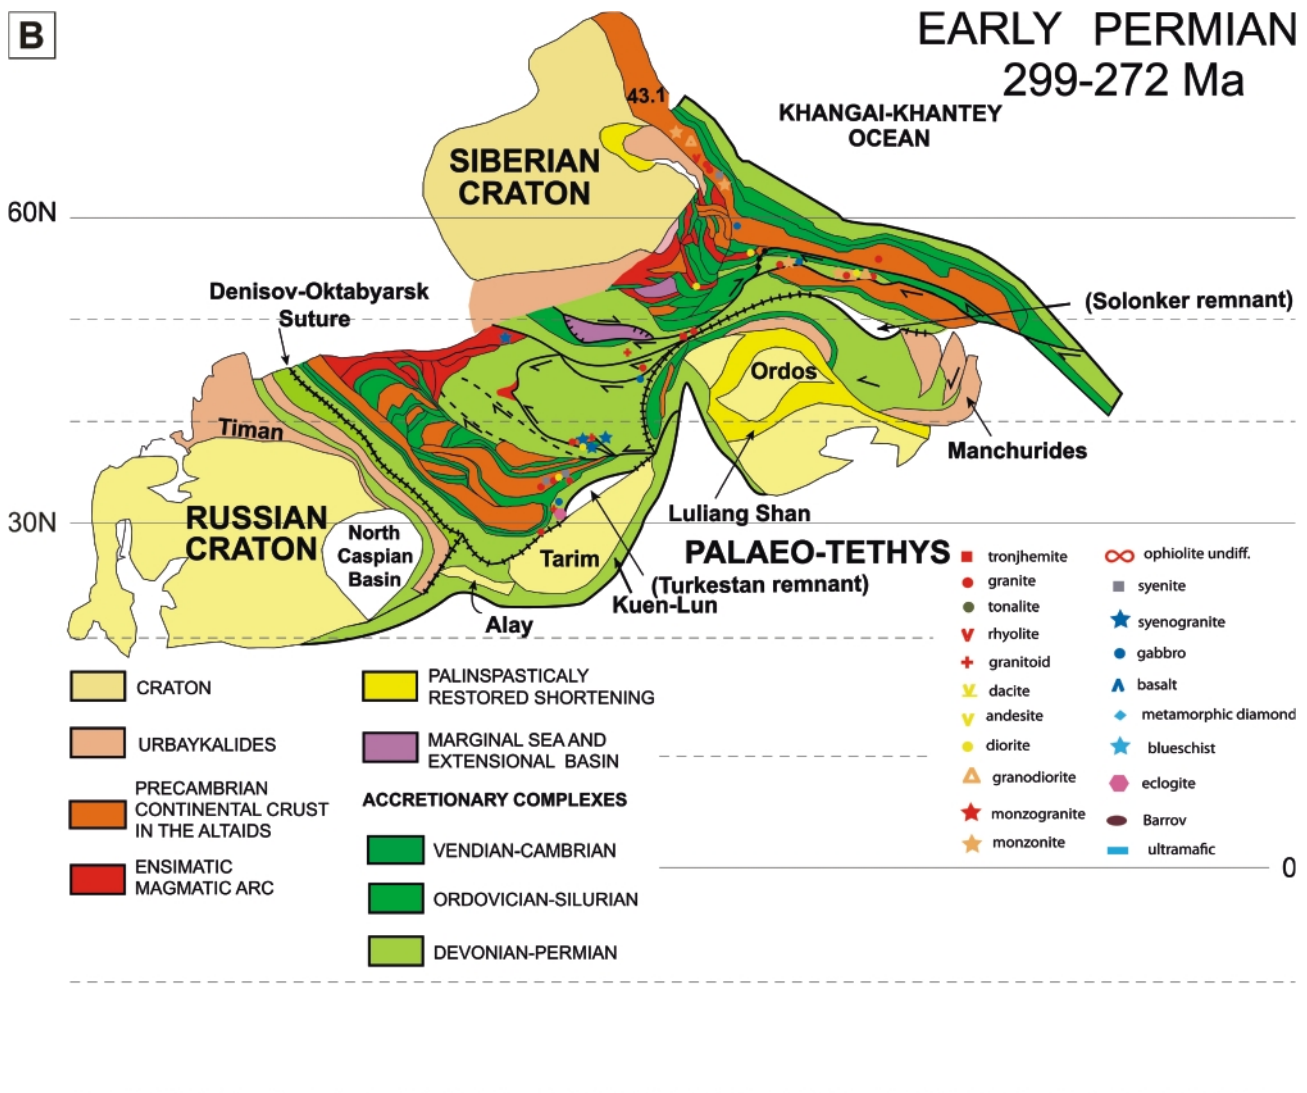 B
EARLY PERMIAN
299-272 Ma
43.1
KHANGAI-KHANTEY
OCEAN
SIBERIAN
CRATON
60N
Denisov-Oktabyarsk
Suture
(Solonker remnant)
Ordos
Timan
Manchurides
RUSSIAN
CRATON
30N
North
Caspian
Basin
Luliang Shan
PALAEO-TETHYS
Tarim
(Turkestan remnant)
Kuen-Lun
Alay
CRATON
URBAYKALIDES
PRECAMBRIAN
CONTINENTAL CRUST
IN THE ALTAIDS
ENSIMATIC
MAGMATIC ARC
PALINSPASTICALY
RESTORED SHORTENING
MARGINAL SEA AND
EXTENSIONAL BASIN
ACCRETIONARY COMPLEXES
VENDIAN-CAMBRIAN
ORDOVICIAN-SILURIAN
DEVONIAN-PERMIAN
tronjhemite
granite
tonalite
rhyolite
granitoid
dacite
andesite
diorite
granodiorite
monzogranite
monzonite
ophiolite undiff.
syenite
syenogranite
gabbro
basalt
metamorphic diamond
blueschist
eclogite
Barrov
ultramafic
0